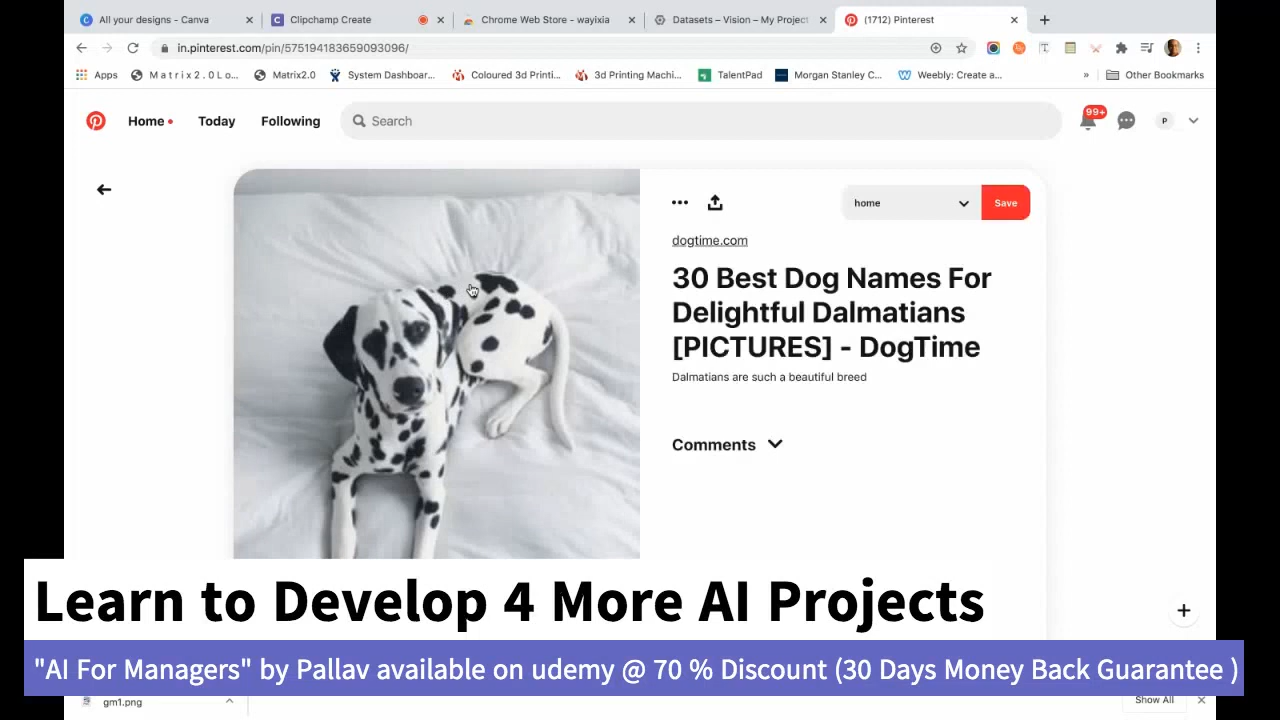 All your designs - Canva
Clipchamp Create
Chrome Web Store - wayixia
Datasets – Vision – My Project
(1712) Pinterest
in.pinterest.com/pin/575194183659093096/
Apps
M a t r i x 2 . 0 L o...
Matrix2.0
System Dashboar...
Coloured 3d Printi...
3d Printing Machi...
TalentPad
Morgan Stanley C...
Weebly: Create a...
»
Other Bookmarks
Home
Today
Following
Search
99+
P
home
Save
dogtime.com
30 Best Dog Names For
Delightful Dalmatians
[PICTURES] - DogTime
Dalmatians are such a beautiful breed
Comments
Learn to Develop 4 More AI Projects
"AI For Managers" by Pallav available on udemy @ 70 % Discount (30 Days Money Back Guarantee )
gm1.png
Show All